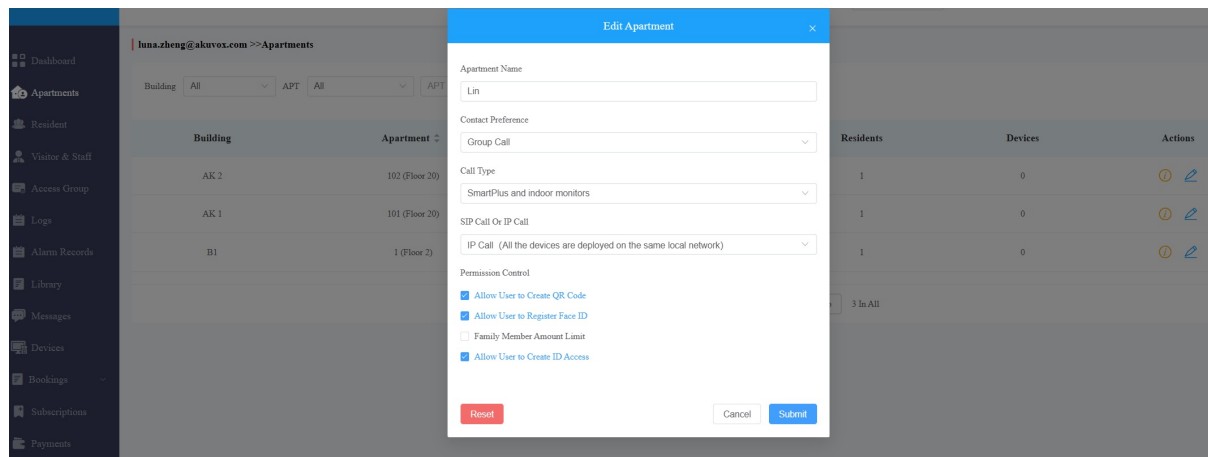 Edit Apartment
luna.zheng@akuvox.com >>Apartments
Dashboard
Apartments
Resident
Visitor & Staff
Access Group
Logs
Alarm Records
Library
Messages
Devices
Bookings
Subscriptions
Payments
Building All APT All APT
Building Apartment Residents Devices Actions
AK 2 102 (Floor 20) 1 0
AK 1 101 (Floor 20) 1 0
B1 1 (Floor 2) 1 0
3 In All
Apartment Name
Lin
Contact Preference
Group Call
Call Type
SmartPlus and indoor monitors
SIP Call Or IP Call
IP Call (All the devices are deployed on the same local network)
Permission Control
Allow User to Create QR Code
Allow User to Register Face ID
Family Member Amount Limit
Allow User to Create ID Access
Reset Cancel Submit